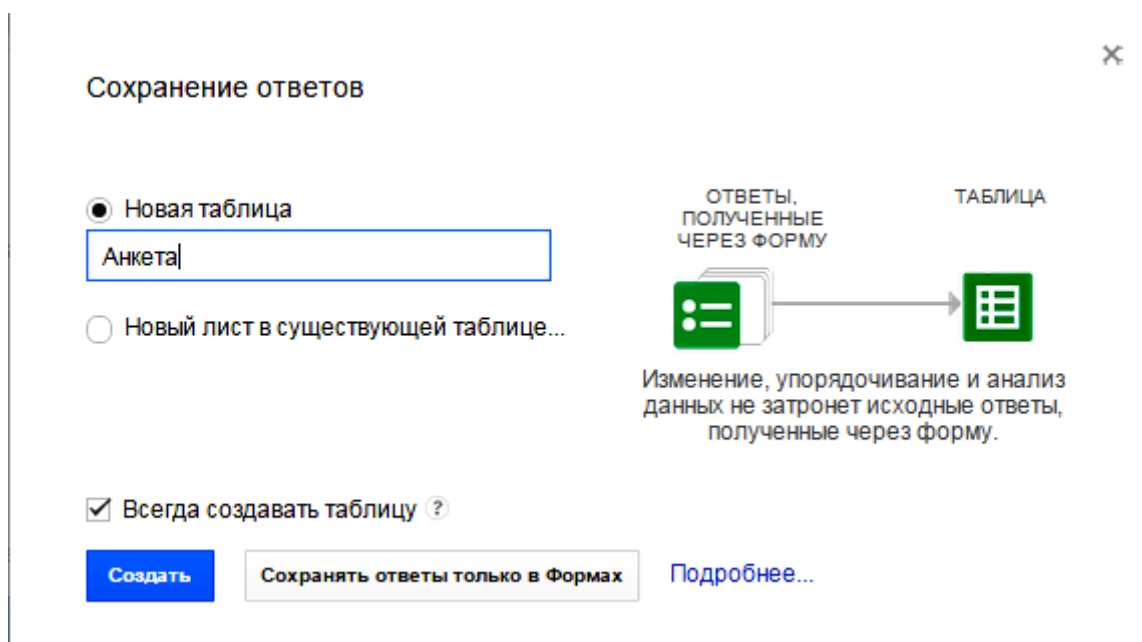 Сохранение ответов
Новая таблица
Анкета
Новый лист в существующей таблице...
ОТВЕТЫ,
ПОЛУЧЕННЫЕ
ЧЕРЕЗ ФОРМУ
ТАБЛИЦА
Изменение, упорядочивание и анализ
данных не затронет исходные ответы,
полученные через форму.
Всегда создавать таблицу ?
Создать
Сохранять ответы только в Формах
Подробнее...